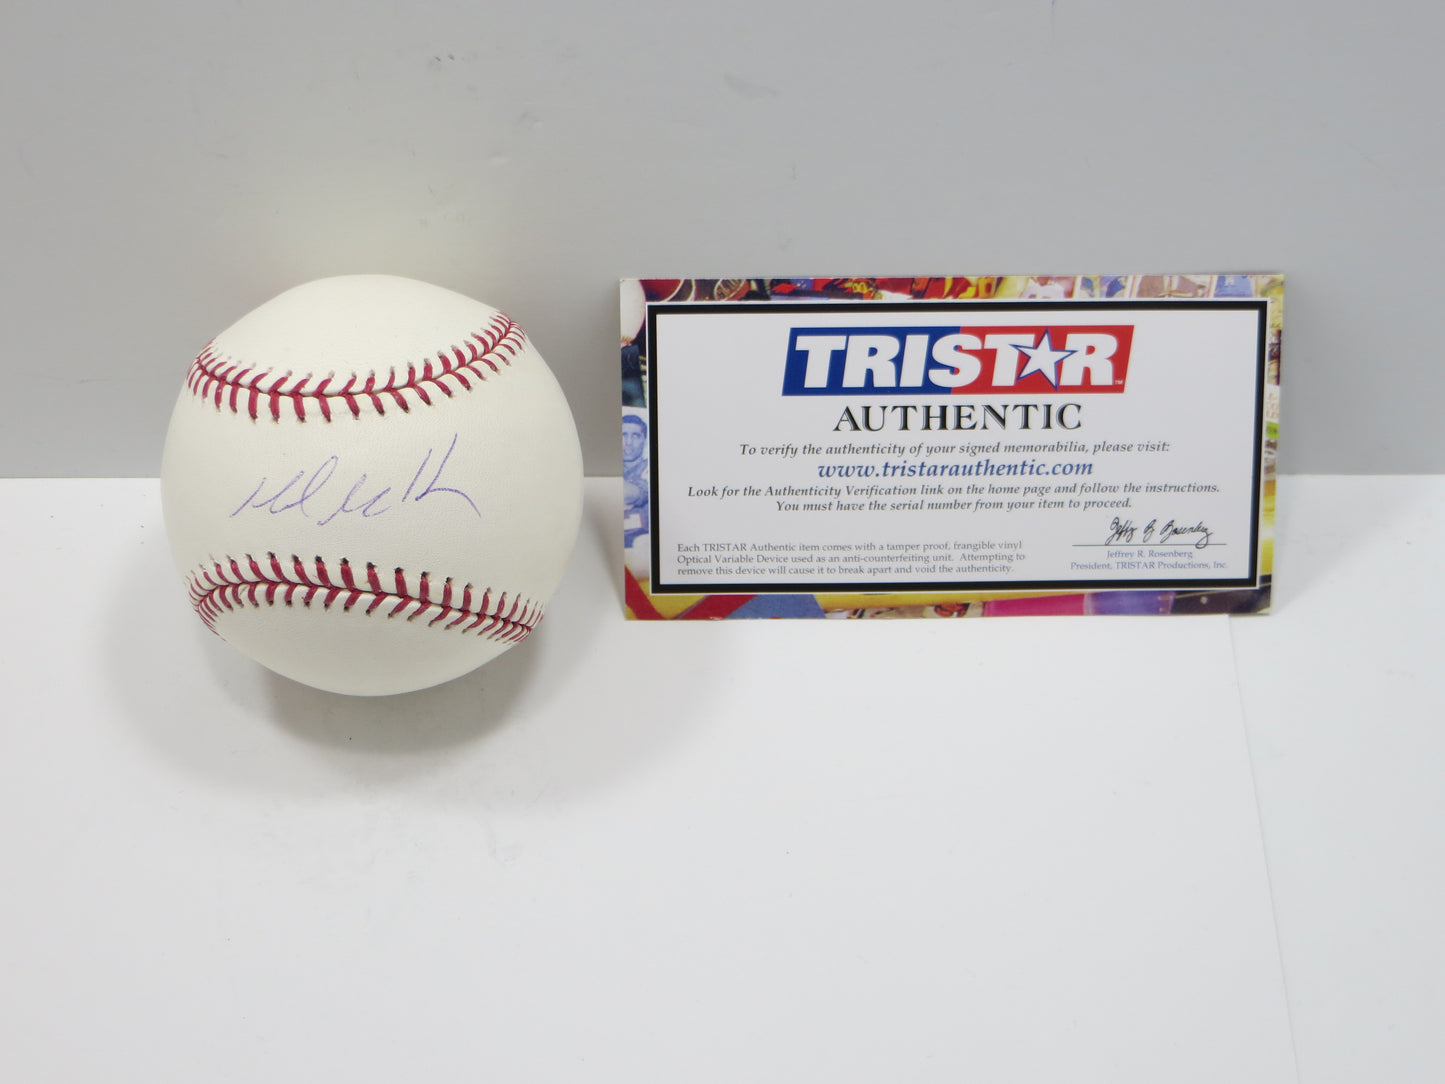 TRISTAR™
AUTHENTIC
To verify the authenticity of your signed memorabilia, please visit:
www.tristarauthentic.com
Look for the Authenticity Verification link on the home page and follow the instructions.
You must have the serial number from your item to proceed.
Each TRISTAR Authentic item comes with a tamper proof, frangible vinyl
Optical Variable Device used as an anti-counterfeiting unit. Attempting to
remove this device will cause it to break apart and void the authenticity.
Jeffrey R. Rosenberg
Jeffrey R. Rosenberg
President, TRISTAR Productions, Inc.